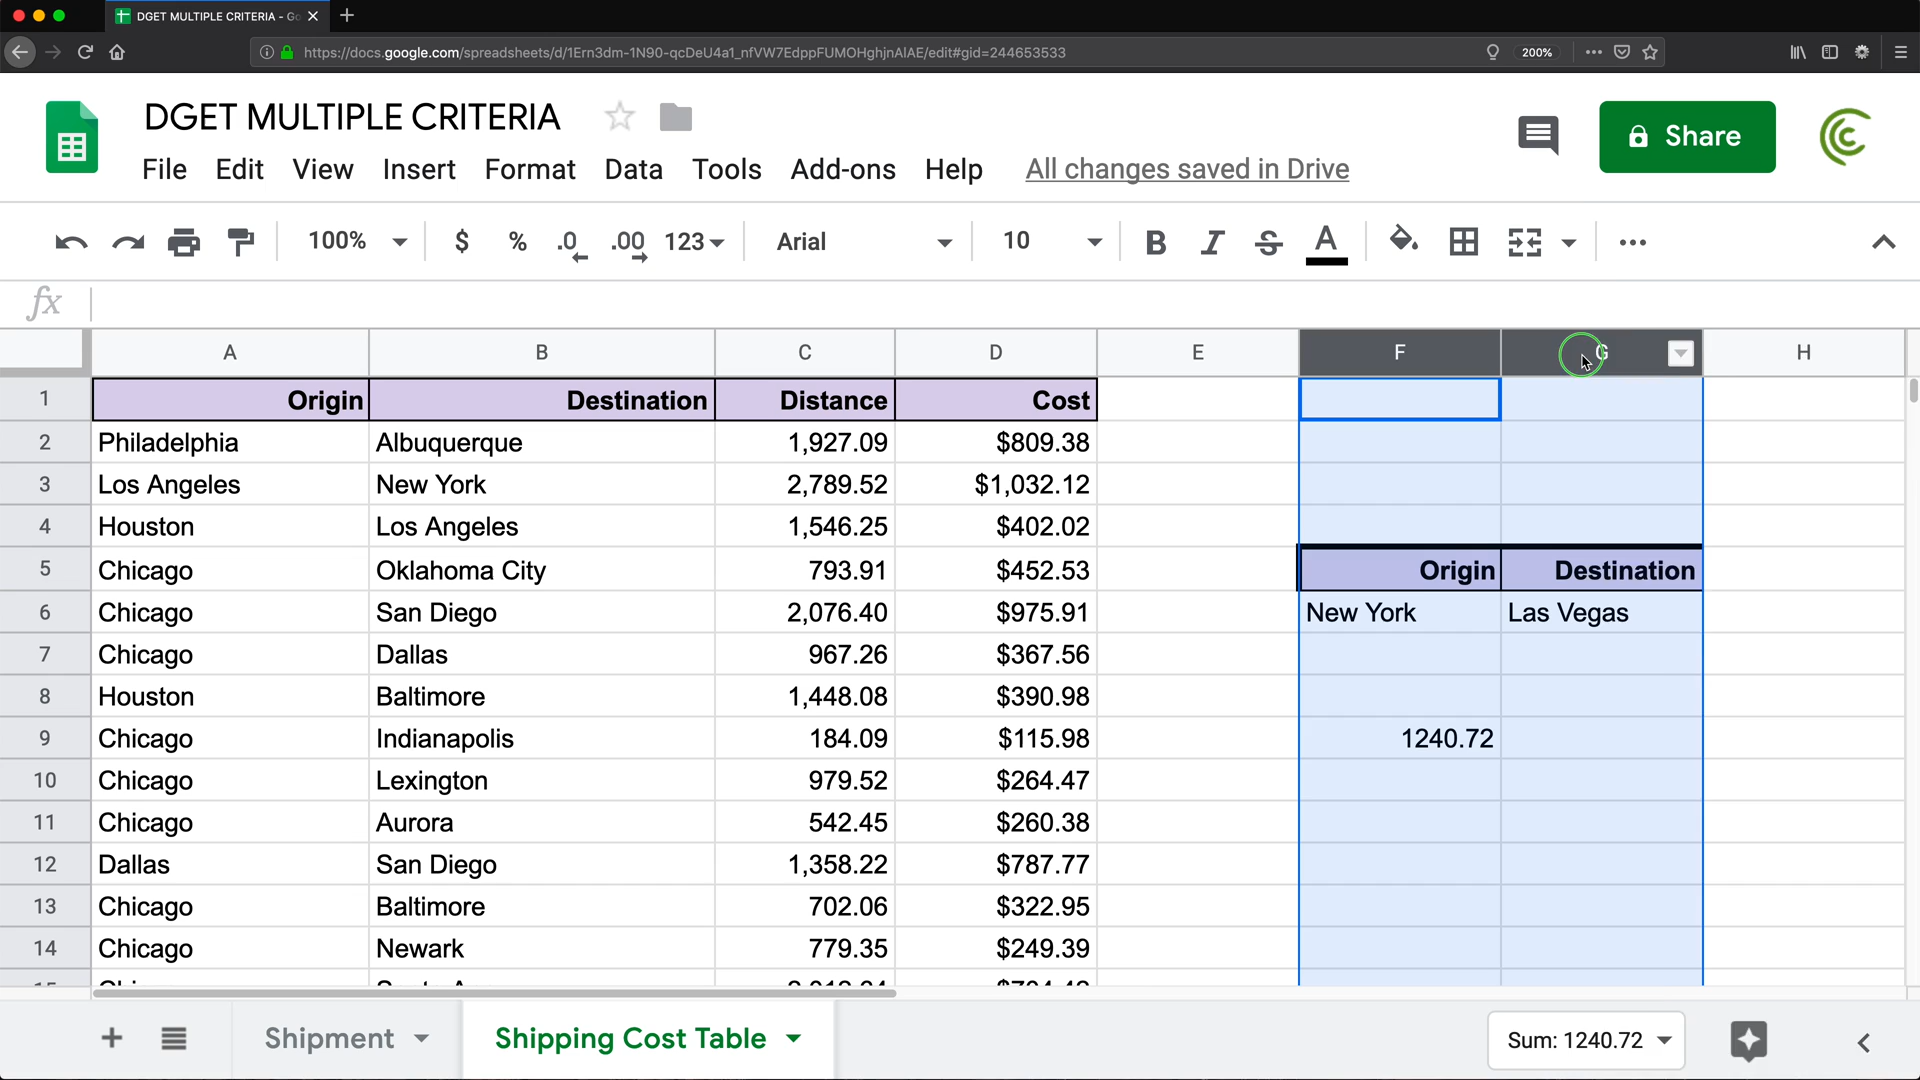 DGET MULTIPLE CRITERIA - Go
https://docs.google.com/spreadsheets/d/1Ern3dm-1N90-qcDeU4a1_nfVW7EdppFUMOHghjnAlAE/edit#gid=244653533
200%
DGET MULTIPLE CRITERIA
Share
File Edit View Insert Format Data Tools Add-ons Help All changes saved in Drive
100% $ % .0 .00 123 Arial 10 B I S A
fx
A B C D E F G H
1 Origin Destination Distance Cost
2 Philadelphia Albuquerque 1,927.09 $809.38
3 Los Angeles New York 2,789.52 $1,032.12
4 Houston Los Angeles 1,546.25 $402.02
5 Chicago Oklahoma City 793.91 $452.53 Origin Destination
6 Chicago San Diego 2,076.40 $975.91 New York Las Vegas
7 Chicago Dallas 967.26 $367.56
8 Houston Baltimore 1,448.08 $390.98
9 Chicago Indianapolis 184.09 $115.98 1240.72
10 Chicago Lexington 979.52 $264.47
11 Chicago Aurora 542.45 $260.38
12 Dallas San Diego 1,358.22 $787.77
13 Chicago Baltimore 702.06 $322.95
14 Chicago Newark 779.35 $249.39
Shipment Shipping Cost Table Sum: 1240.72